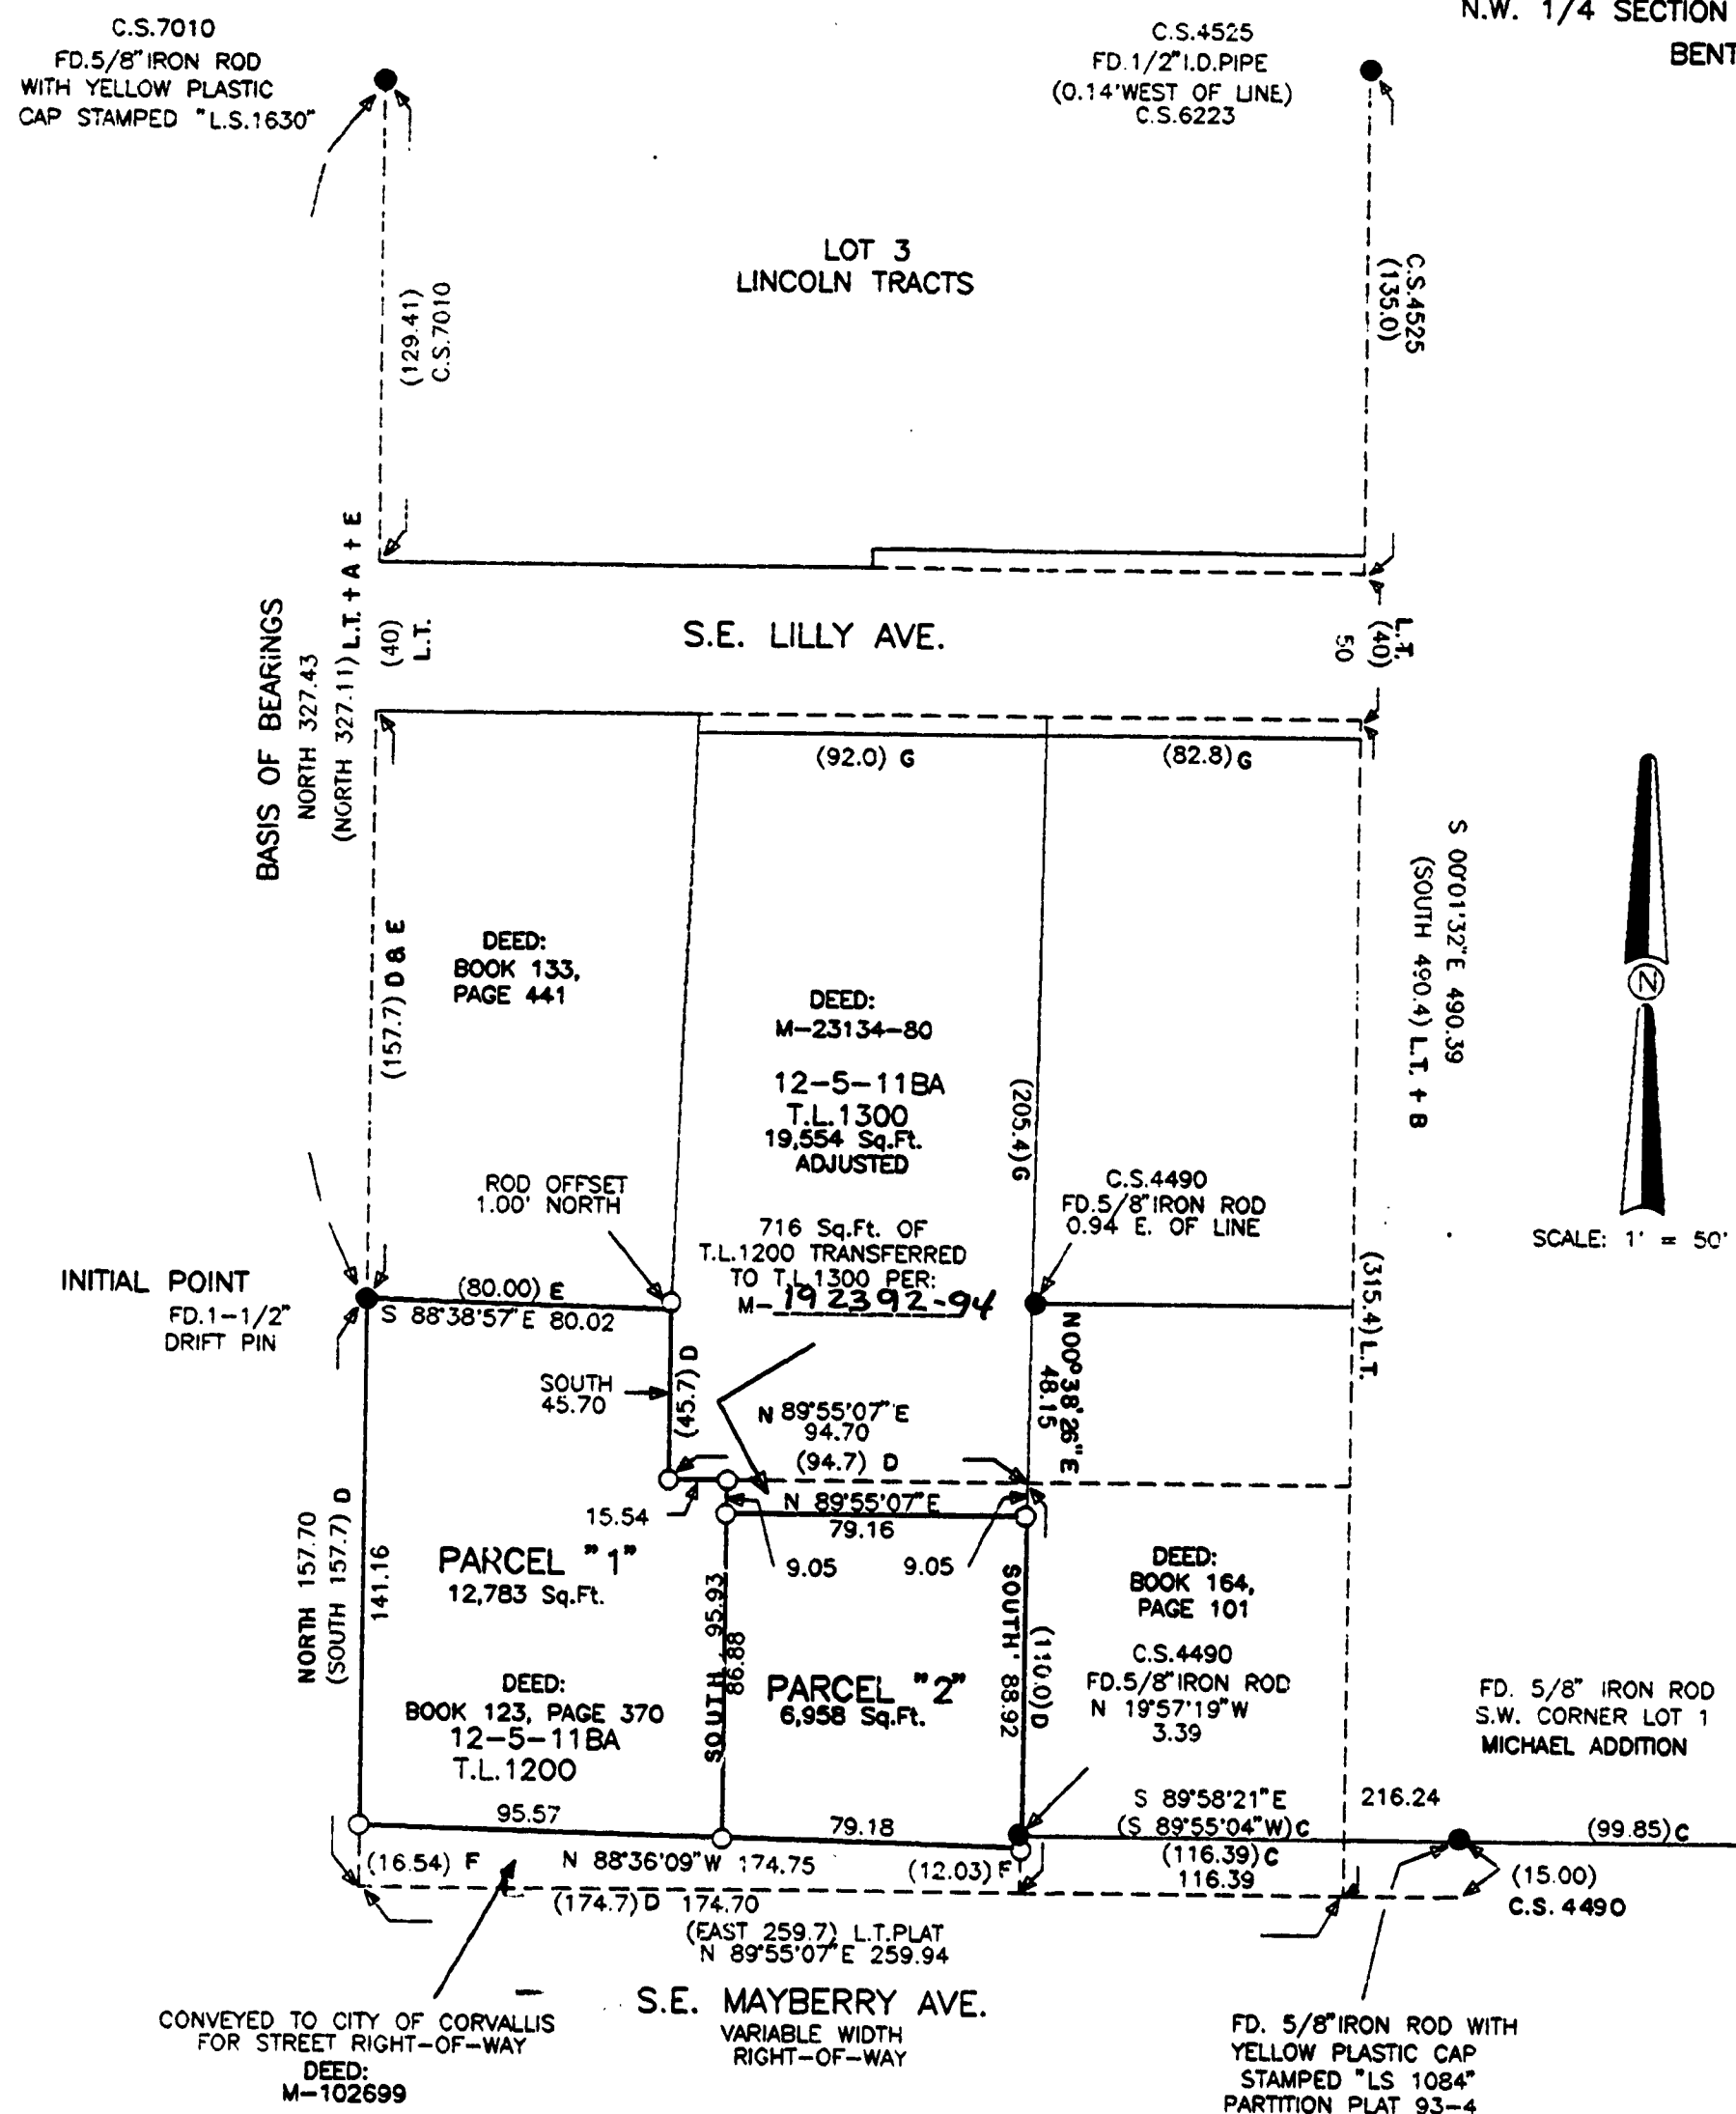 N.W. 1/4 SECTION
BENT
C.S.7010
FD.5/8"IRON ROD
WITH YELLOW PLASTIC
CAP STAMPED "L.S.1630"
C.S.4525
FD.1/2"I.D.PIPE
(0.14'WEST OF LINE)
C.S.6223
LOT 3
LINCOLN TRACTS
(129.41)
C.S.7010
C.S.4525
(135.0)
BASIS OF BEARINGS
NORTH 327.43
(NORTH 327.11) L.T. + A + E
(40)
L.T.
S.E. LILLY AVE.
L.T.
(40)
50
(92.0) G
(82.8) G
S 00°01'32"E 490.39
(SOUTH 490.4) L.T. + B
(157.7) D & E
DEED:
BOOK 133,
PAGE 441
DEED:
M-23134-80
12-5-11BA
T.L.1300
19,554 Sq.Ft.
ADJUSTED
(205.4) G
N
SCALE: 1' = 50'
ROD OFFSET
1.00' NORTH
C.S.4490
FD.5/8"IRON ROD
0.94 E. OF LINE
716 Sq.Ft. OF
T.L.1200 TRANSFERRED
TO T.L.1300 PER:
M-192392-94
INITIAL POINT
FD.1-1/2"
DRIFT PIN
(80.00) E
S 88°38'57"E 80.02
(315.4) L.T.
SOUTH
45.70
(45.7) D
N 89°55'07"E
94.70
(94.7) D
N 00°38'26"E
48.15
15.54
N 89°55'07"E
79.16
9.05
9.05
NORTH 157.70
(SOUTH 157.7) D
141.16
PARCEL "1"
12,783 Sq.Ft.
SOUTH 95.93
86.88
SOUTH 88.92
(110.0) D
DEED:
BOOK 164,
PAGE 101
C.S.4490
FD.5/8"IRON ROD
N 19°57'19"W
3.39
DEED:
BOOK 123, PAGE 370
12-5-11BA
T.L.1200
PARCEL "2"
6,958 Sq.Ft.
FD. 5/8" IRON ROD
S.W. CORNER LOT 1
MICHAEL ADDITION
95.57
79.18
S 89°58'21"E
216.24
(S 89°55'04"W) C
(99.85) C
(16.54) F
N 88°36'09"W 174.75
(12.03) F
(116.39) C
116.39
(15.00)
C.S. 4490
(174.7) D 174.70
(EAST 259.7) L.T.PLAT
N 89°55'07"E 259.94
S.E. MAYBERRY AVE.
VARIABLE WIDTH
RIGHT-OF-WAY
CONVEYED TO CITY OF CORVALLIS
FOR STREET RIGHT-OF-WAY
DEED:
M-102699
FD. 5/8"IRON ROD WITH
YELLOW PLASTIC CAP
STAMPED "LS 1084"
PARTITION PLAT 93-4